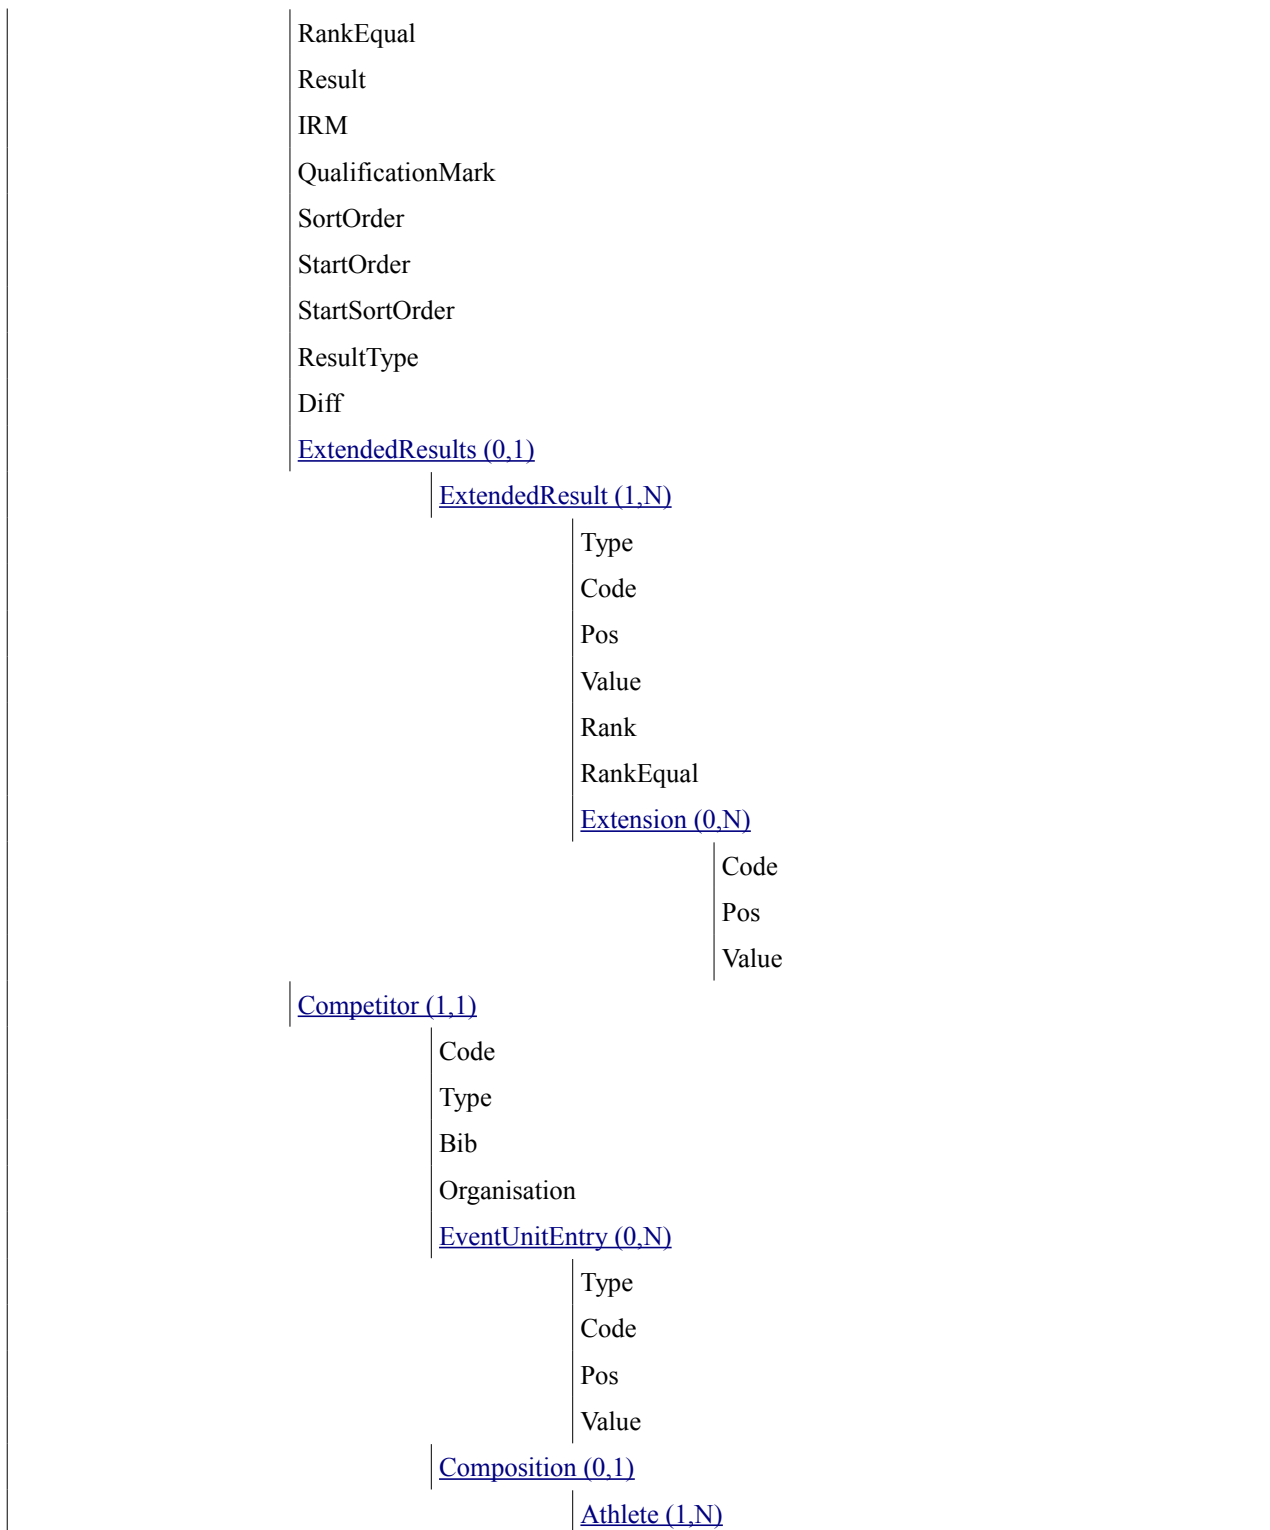 RankEqual
Result
IRM
QualificationMark
SortOrder
StartOrder
StartSortOrder
ResultType
Diff
ExtendedResults (0,1)
ExtendedResult (1,N)
Type
Code
Pos
Value
Rank
RankEqual
Extension (0,N)
Code
Pos
Value
Competitor (1,1)
Code
Type
Bib
Organisation
EventUnitEntry (0,N)
Type
Code
Pos
Value
Composition (0,1)
Athlete (1,N)